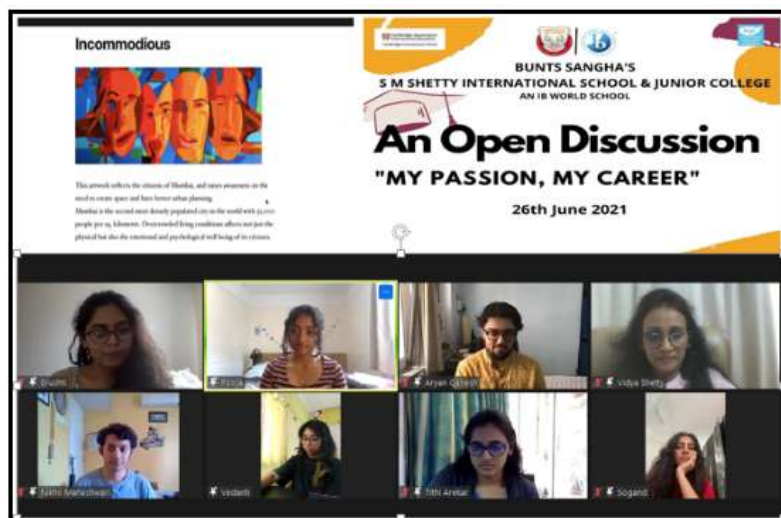 Incommodious
This artwork reflects the citizens of Mumbai, and raises awareness on the
need to create space and have better urban planning.
Mumbai is the second most densely populated city in the world with
people per sq. kilometre. Overcrowded living conditions affects not just the
physical but also the emotional and psychological well being of its citizens
BUNTS SANGHA'S
S M SHETTY INTERNATIONAL SCHOOL & JUNIOR COLLEGE
AN IB WORLD SCHOOL
An Open Discussion
"MY PASSION, MY CAREER"
26th June 2021
Aryan Ganesh
Vidya Shetty
Maheshwari
Vedanti
Tithi Arekar
Sogand